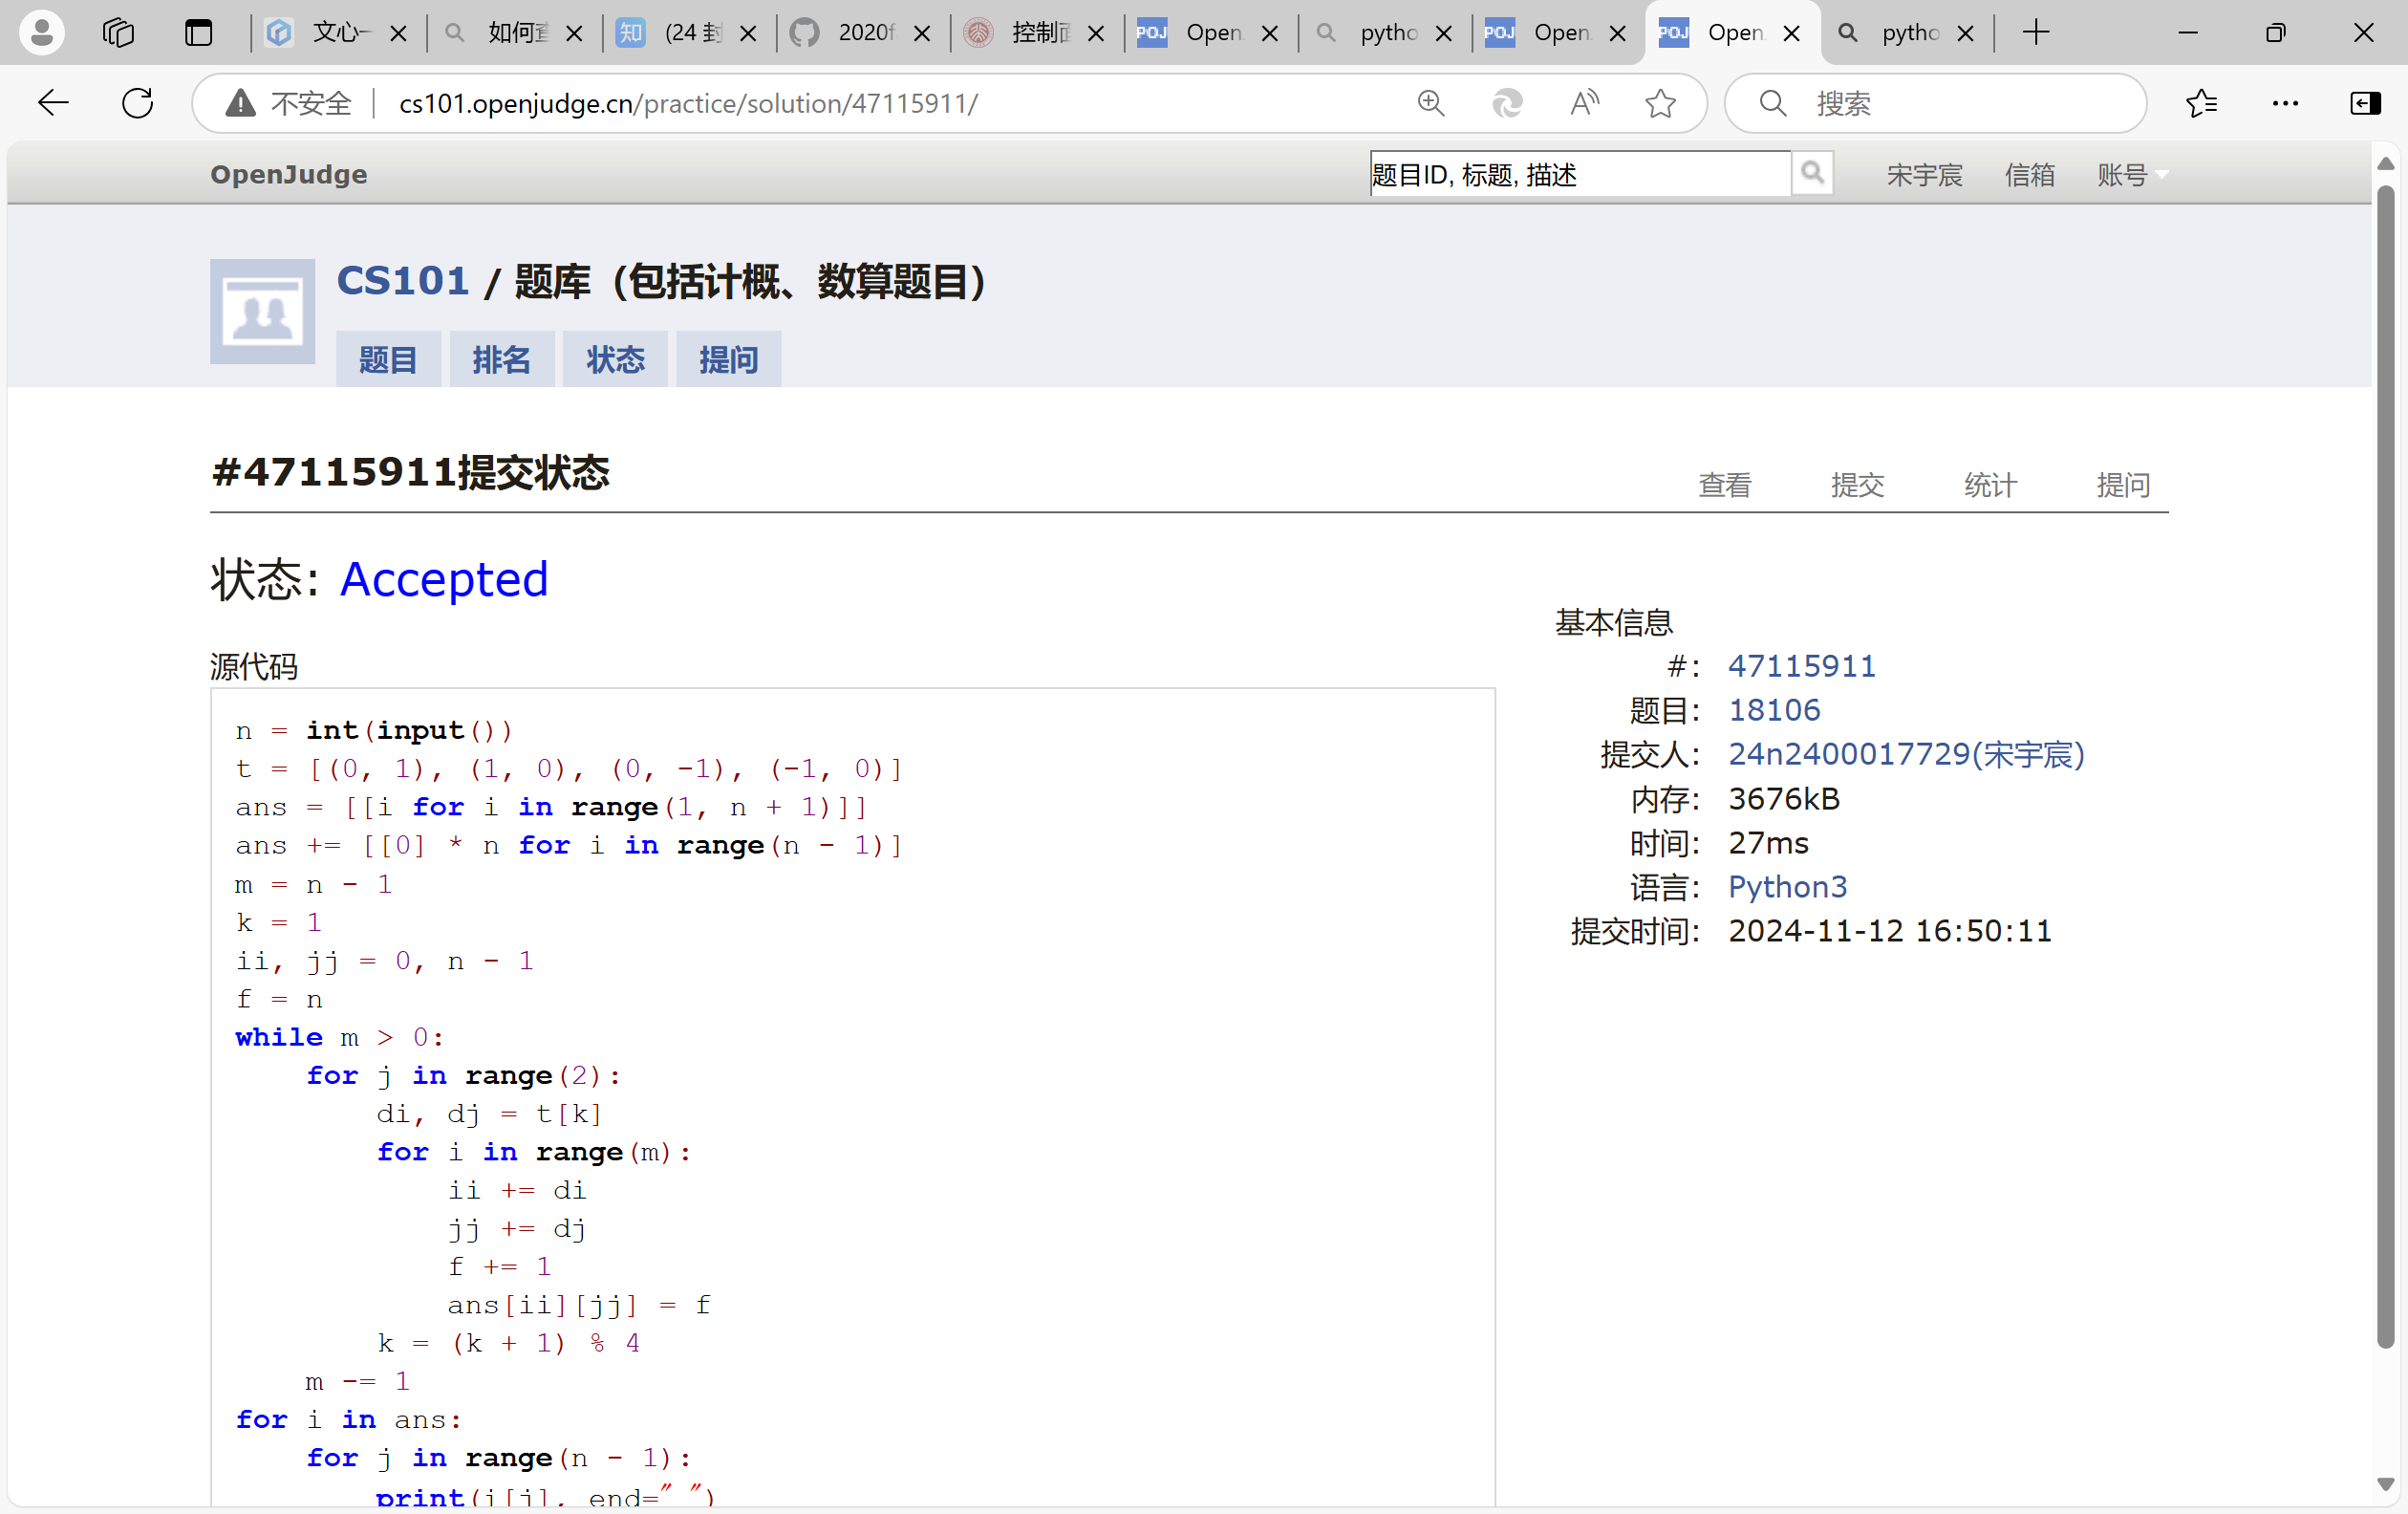 文心一
如何查
(24 封
2020f
控制面
Open
pytho
Open
Open
pytho
不安全
cs101.openjudge.cn/practice/solution/47115911/
搜索
OpenJudge
题目ID, 标题, 描述
宋宇宸 信箱 账号
CS101 / 题库（包括计概、数算题目）
题目 排名 状态 提问
#47115911提交状态
查看 提交 统计 提问
状态: Accepted
源代码
n = int(input())
t = [(0, 1), (1, 0), (0, -1), (-1, 0)]
ans = [[i for i in range(1, n + 1)]]
ans += [[0] * n for i in range(n - 1)]
m = n - 1
k = 1
ii, jj = 0, n - 1
f = n
while m > 0:
    for j in range(2):
        di, dj = t[k]
        for i in range(m):
            ii += di
            jj += dj
            f += 1
            ans[ii][jj] = f
        k = (k + 1) % 4
    m -= 1
for i in ans:
    for j in range(n - 1):
        print(i[j], end=" ")
基本信息
#: 47115911
题目: 18106
提交人: 24n2400017729(宋宇宸)
内存: 3676kB
时间: 27ms
语言: Python3
提交时间: 2024-11-12 16:50:11